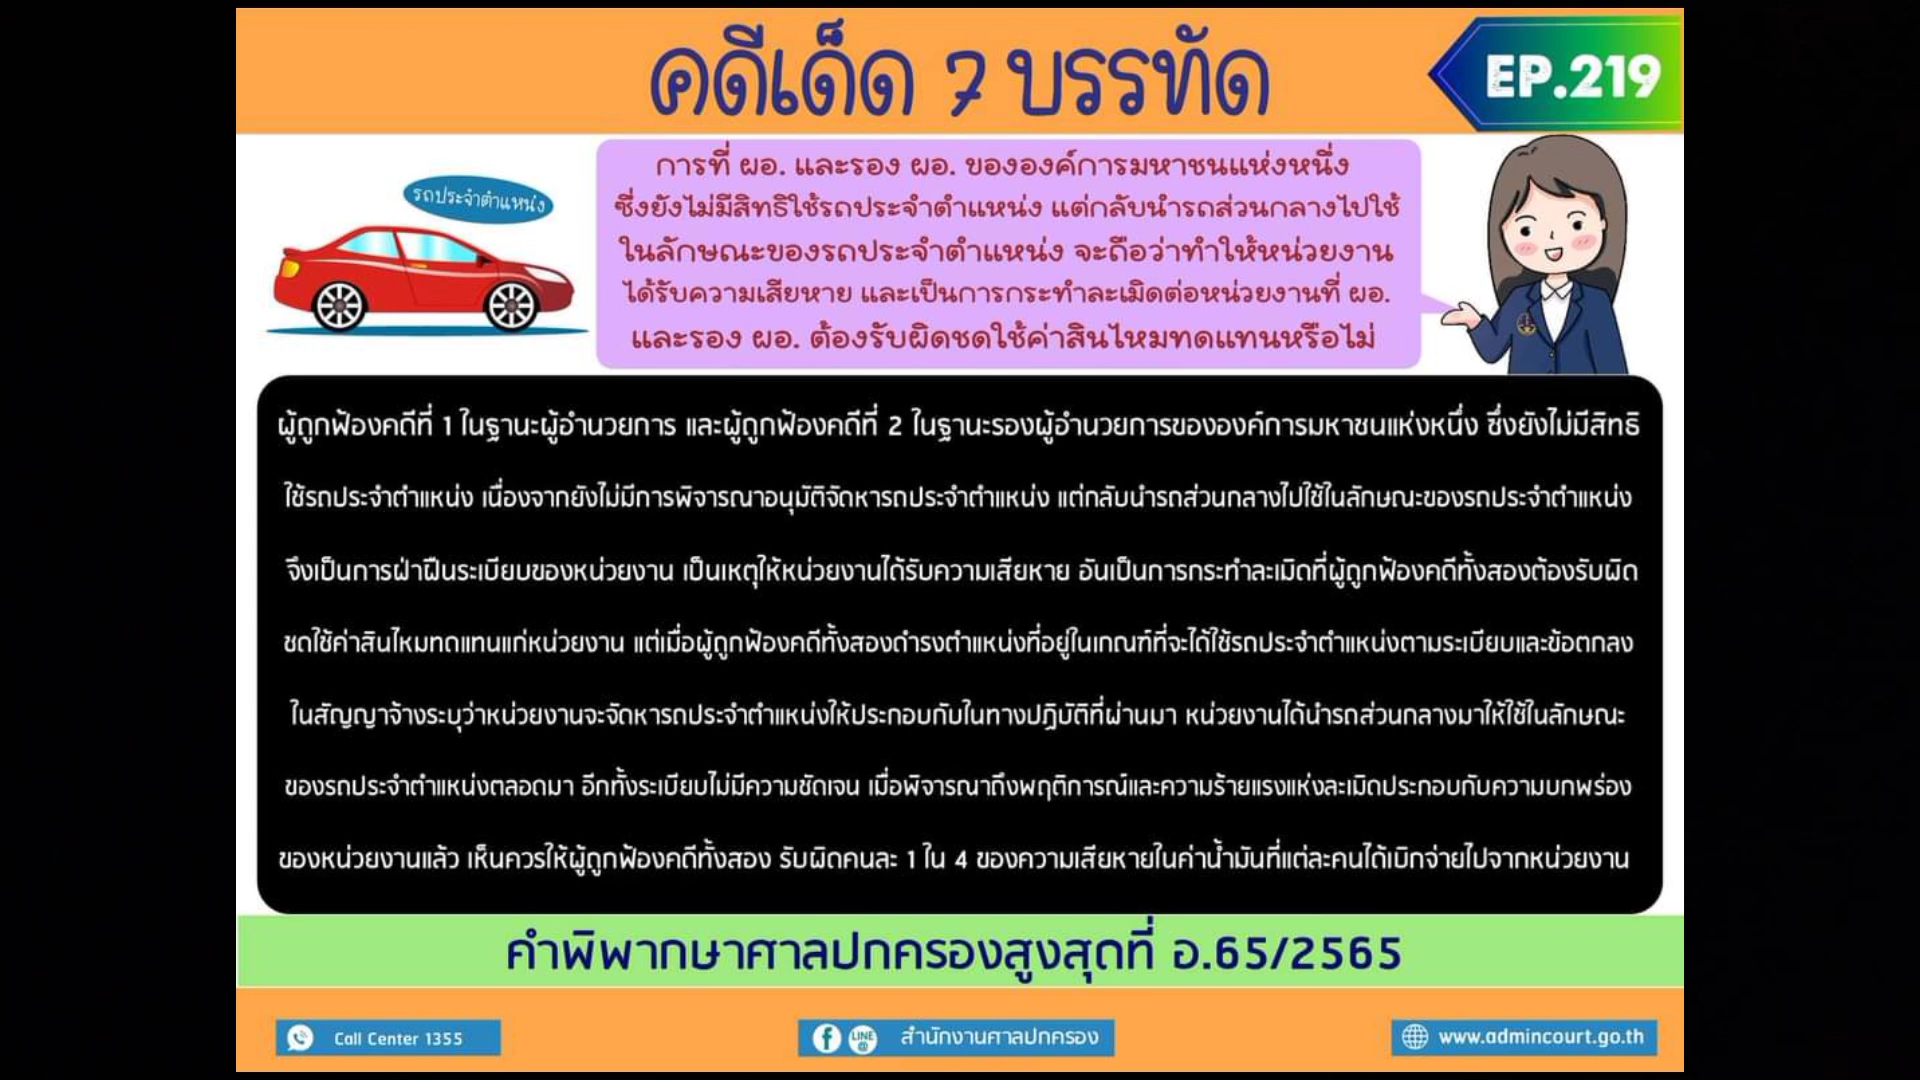 คดีเด็ด 7 บรรทัด
EP.219
รถประจำตำแหน่ง
การที่ ผอ. และรอง ผอ. ขององค์การมหาชนแห่งหนึ่ง
ซึ่งยังไม่มีสิทธิใช้รถประจำตำแหน่ง แต่กลับนำรถส่วนกลางไปใช้
ในลักษณะของรถประจำตำแหน่ง จะถือว่าทำให้หน่วยงาน
ได้รับความเสียหาย และเป็นการกระทำละเมิดต่อหน่วยงานที่ ผอ.
และรอง ผอ. ต้องรับผิดชดใช้ค่าสินไหมทดแทนหรือไม่
ผู้ถูกฟ้องคดีที่ 1 ในฐานะผู้อำนวยการ และผู้ถูกฟ้องคดีที่ 2 ในฐานะรองผู้อำนวยการขององค์การมหาชนแห่งหนึ่ง ซึ่งยังไม่มีสิทธิ
ใช้รถประจำตำแหน่ง เนื่องจากยังไม่มีการพิจารณาอนุมัติจัดหารถประจำตำแหน่ง แต่กลับนำรถส่วนกลางไปใช้ในลักษณะของรถประจำตำแหน่ง
จึงเป็นการฝ่าฝืนระเบียบของหน่วยงาน เป็นเหตุให้หน่วยงานได้รับความเสียหาย อันเป็นการกระทำละเมิดที่ผู้ถูกฟ้องคดีทั้งสองต้องรับผิด
ชดใช้ค่าสินไหมทดแทนแก่หน่วยงาน แต่เมื่อผู้ถูกฟ้องคดีทั้งสองดำรงตำแหน่งที่อยู่ในเกณฑ์ที่จะได้ใช้รถประจำตำแหน่งตามระเบียบและข้อตกลง
ในสัญญาจ้างระบุว่าหน่วยงานจะจัดหารถประจำตำแหน่งให้ประกอบกับในทางปฏิบัติที่ผ่านมา หน่วยงานได้นำรถส่วนกลางมาให้ใช้ในลักษณะ
ของรถประจำตำแหน่งตลอดมา อีกทั้งระเบียบไม่มีความชัดเจน เมื่อพิจารณาถึงพฤติการณ์และความร้ายแรงแห่งละเมิดประกอบกับความบกพร่อง
ของหน่วยงานแล้ว เห็นควรให้ผู้ถูกฟ้องคดีทั้งสอง รับผิดคนละ 1 ใน 4 ของความเสียหายในค่าน้ำมันที่แต่ละคนได้เบิกจ่ายไปจากหน่วยงาน
คำพิพากษาศาลปกครองสูงสุดที่ อ.65/2565
Call Center 1355
LINE @ สำนักงานศาลปกครอง
www.admincourt.go.th